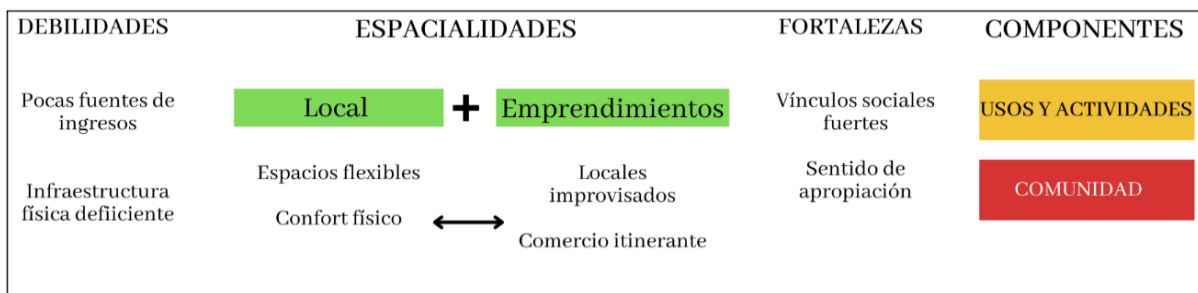 DEBILIDADES
ESPACIALIDADES
FORTALEZAS
COMPONENTES
Pocas fuentes de
ingresos
Local
+
Emprendimientos
Vínculos sociales
fuertes
USOS Y ACTIVIDADES
Infraestructura
física defiiciente
Espacios flexibles
Confort físico
Locales
improvisados
Comercio itinerante
Sentido de
apropiación
COMUNIDAD